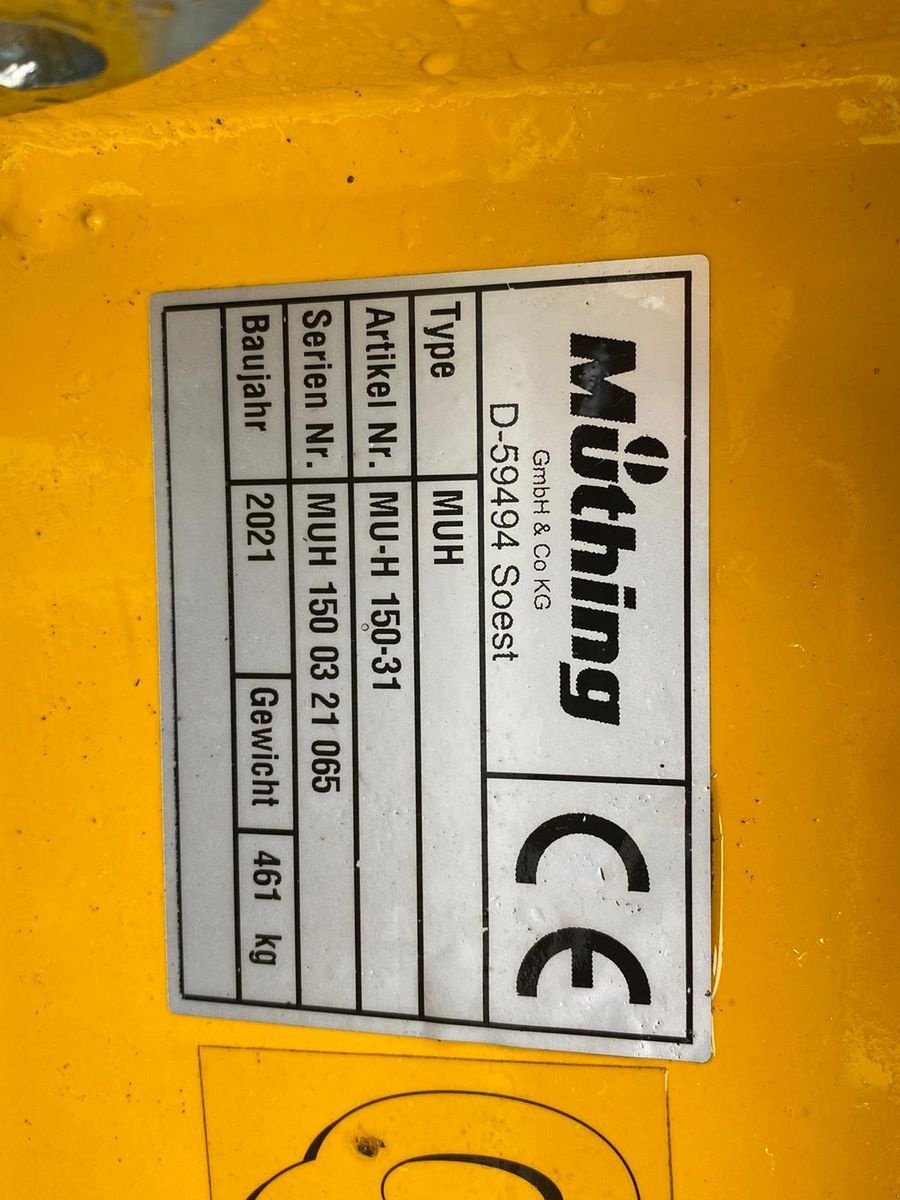 Müthing
GmbH & Co KG
D-59494 Soest
CE
Type MUH
Artikel Nr. MU-H 150-31
Serien Nr. MUH 150 03 21 065
Baujahr 2021 Gewicht 461 kg